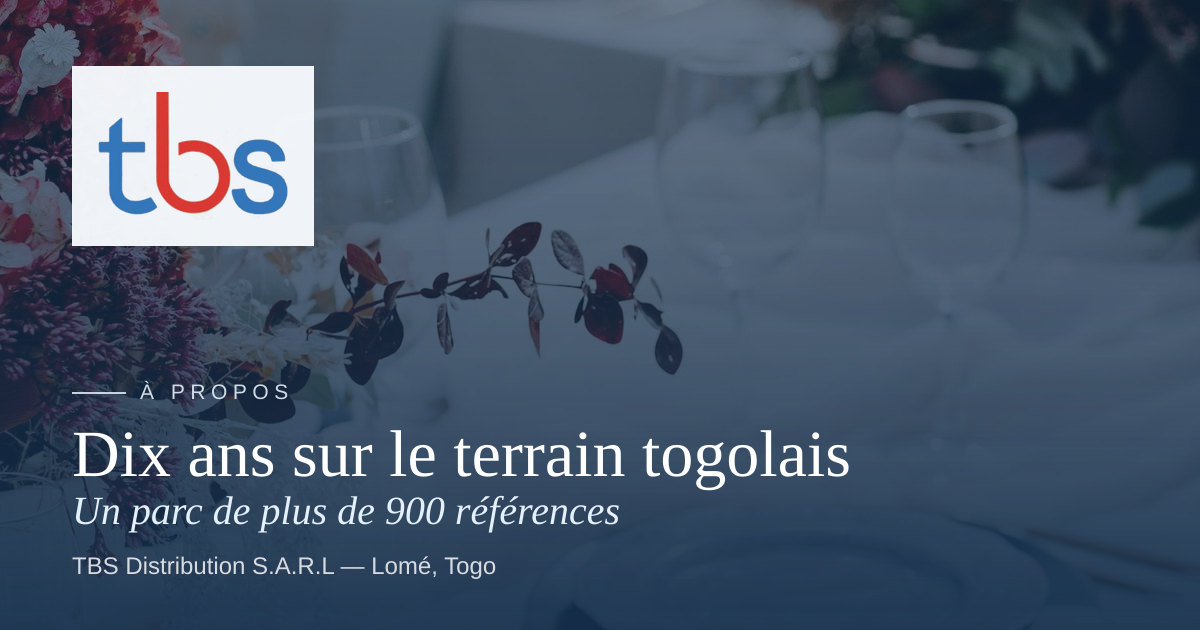 tbs
À PROPOS
Dix ans sur le terrain togolais
Un parc de plus de 900 références
TBS Distribution S.A.R.L — Lomé, Togo